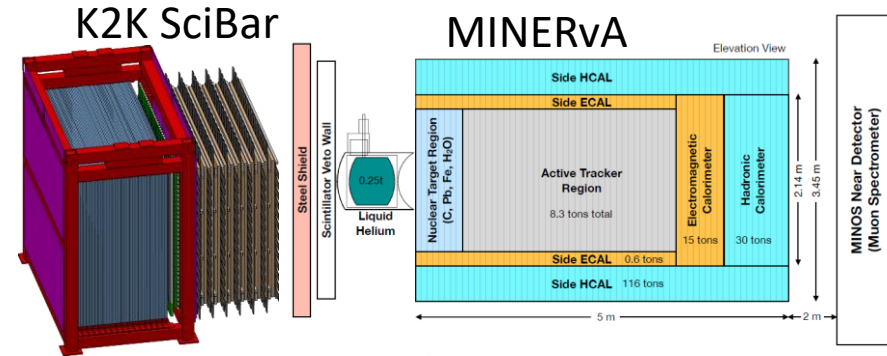 K2K SciBar
MINERvA
Elevation View
Steel Shield
Scintillator Veto Wall
0.25t
Liquid
Helium
Side HCAL
Side ECAL
Nuclear Target Region
(C, Pb, Fe, H₂O)
Active Tracker
Region
8.3 tons total
Electromagnetic
Calorimeter
15 tons
Hadronic
Calorimeter
30 tons
Side ECAL 0.6 tons
Side HCAL 116 tons
2.14 m
3.45 m
5 m
2 m
MINOS Near Detector
(Muon Spectrometer)